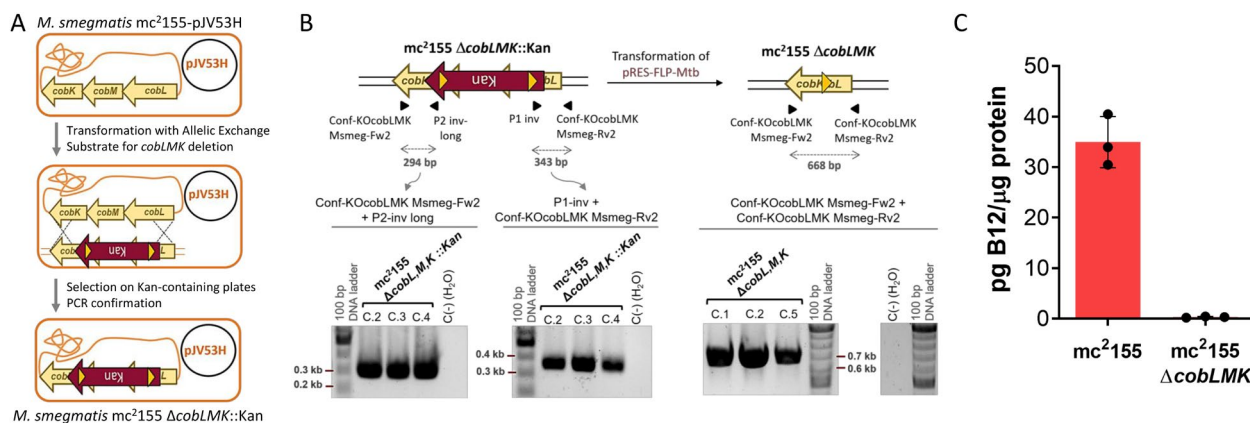 A
M. smegmatis mc²155-pJV53H
pJV53H
cobK
cobM
cobL
Transformation with Allelic Exchange
Substrate for cobLMK deletion
pJV53H
cobK
cobM
cobL
cob
Kan
L
Selection on Kan-containing plates
PCR confirmation
pJV53H
cob
Kan
L
M. smegmatis mc²155 ΔcobLMK::Kan
B
mc²155 ΔcobLMK::Kan
cobK
Kan
bL
Conf-KOcobLMK
Msmeg-Fw2
P2 inv-
long
P1 inv
Conf-KOcobLMK
Msmeg-Rv2
294 bp
343 bp
Transformation of
pRES-FLP-Mtb
mc²155 ΔcobLMK
Conf-KOcobLMK
Msmeg-Fw2
Conf-KOcobLMK
Msmeg-Rv2
668 bp
Conf-KOcobLMK Msmeg-Fw2
+ P2-inv long
100 bp
DNA ladder
mc²155
ΔcobL,M,K ::Kan
C.2
C.3
C.4
C(-) (H₂O)
0.3 kb
0.2 kb
P1-inv +
Conf-KOcobLMK Msmeg-Rv2
100 bp
DNA ladder
mc²155
ΔcobL,M,K ::Kan
C.2
C.3
C.4
C(-) (H₂O)
0.4 kb
0.3 kb
Conf-KOcobLMK Msmeg-Fw2 +
Conf-KOcobLMK Msmeg-Rv2
mc²155
ΔcobL,M,K
C.1
C.2
C.5
100 bp
DNA ladder
0.7 kb
0.6 kb
C(-) (H₂O)
100 bp
DNA ladder
C
pg B12/μg protein
50
40
30
20
10
0
mc²155
mc²155
ΔcobLMK